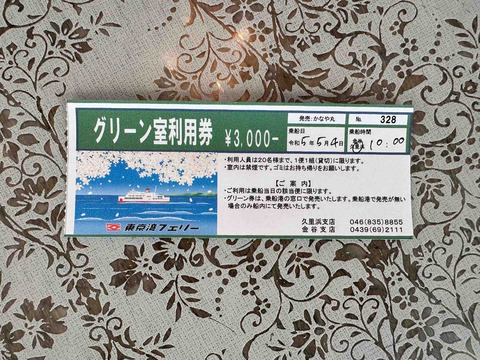 グリーン室利用券 ¥3,000-
発売:かなや丸 № 328
乗船日 乗船時間
令和5年5月4日 10:00
・利用人員は20名様まで、1便1組(貸切)に限ります。
・室内は禁煙です。ゴミはお持ち帰りをお願いします。
【ご 案 内】
・ご利用は乗船当日の該当便に限ります。
・グリーン券は、乗船港の窓口で発売いたします。乗船港で発売が無い
場合のみ船内にて発売いたします。
久里浜支店 046(835)8855
金谷支店 0439(69)2111
東京湾フェリー